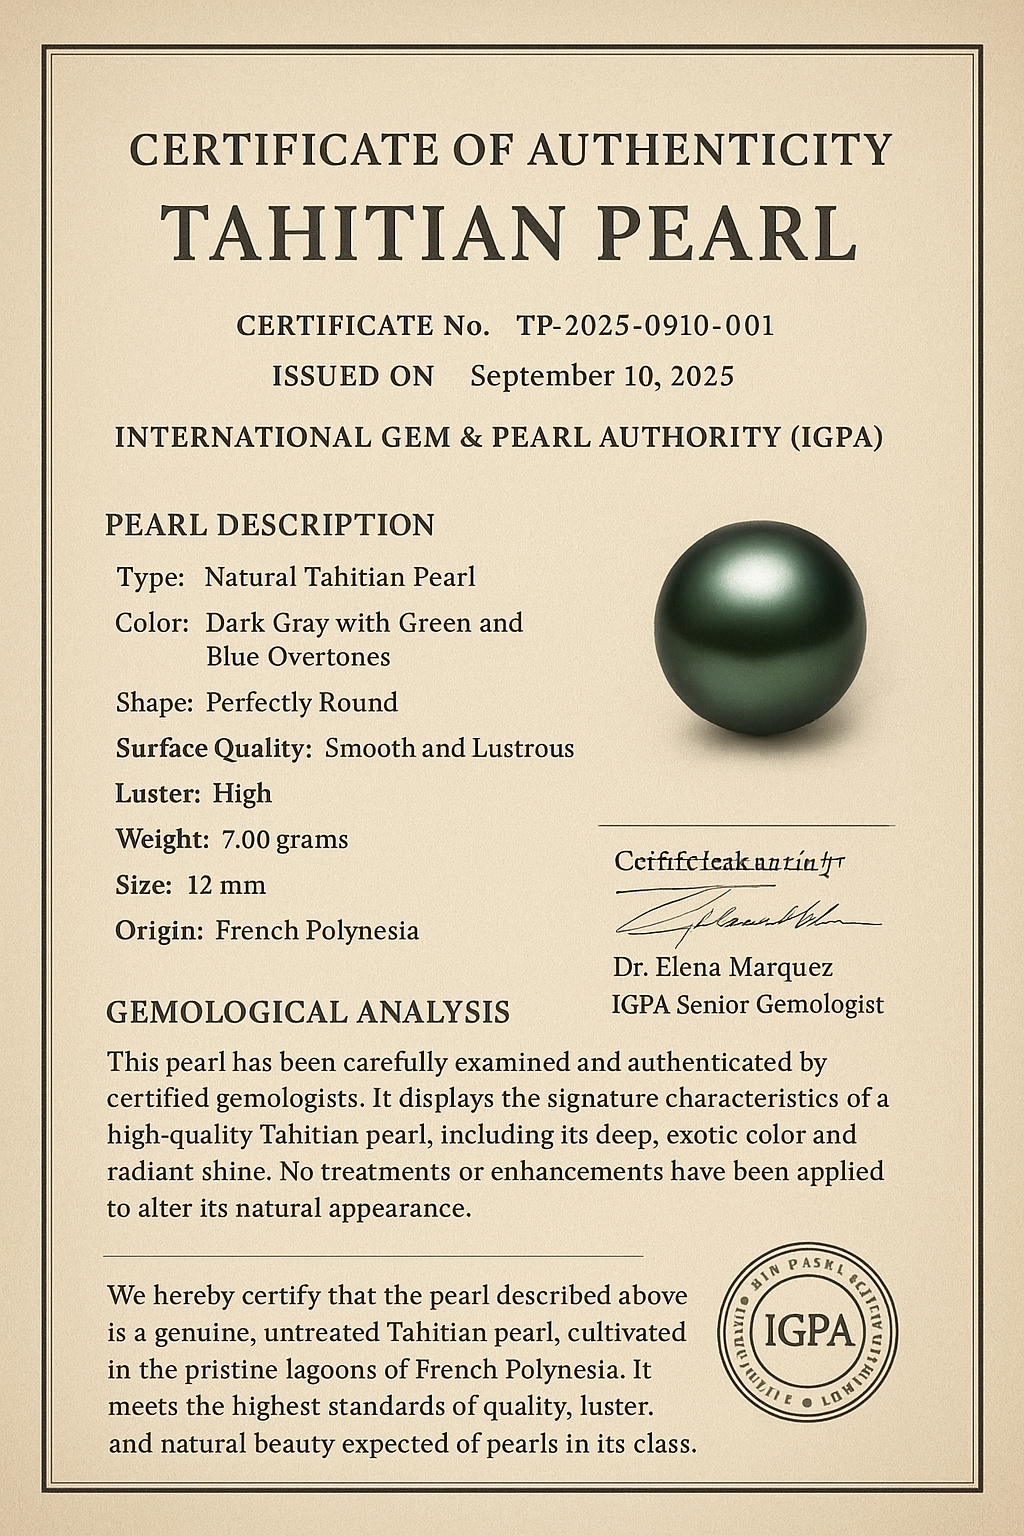 CERTIFICATE OF AUTHENTICITY
TAHITIAN PEARL
CERTIFICATE No. TP-2025-0910-001
ISSUED ON September 10, 2025
INTERNATIONAL GEM & PEARL AUTHORITY (IGPA)
PEARL DESCRIPTION
Type: Natural Tahitian Pearl
Color: Dark Gray with Green and
Blue Overtones
Shape: Perfectly Round
Surface Quality: Smooth and Lustrous
Luster: High
Weight: 7.00 grams
Size: 12 mm
Origin: French Polynesia
Dr. Elena Marquez
IGPA Senior Gemologist
GEMOLOGICAL ANALYSIS
This pearl has been carefully examined and authenticated by
certified gemologists. It displays the signature characteristics of a
high-quality Tahitian pearl, including its deep, exotic color and
radiant shine. No treatments or enhancements have been applied
to alter its natural appearance.
We hereby certify that the pearl described above
is a genuine, untreated Tahitian pearl, cultivated
in the pristine lagoons of French Polynesia. It
meets the highest standards of quality, luster.
and natural beauty expected of pearls in its class.
IGPA